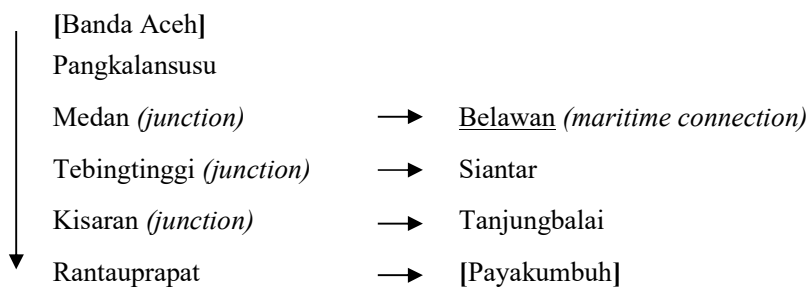 [Banda Aceh]
Pangkalansusu
Medan (junction) → Belawan (maritime connection)
Tebingtinggi (junction) → Siantar
Kisaran (junction) → Tanjungbalai
Rantauprapat → [Payakumbuh]